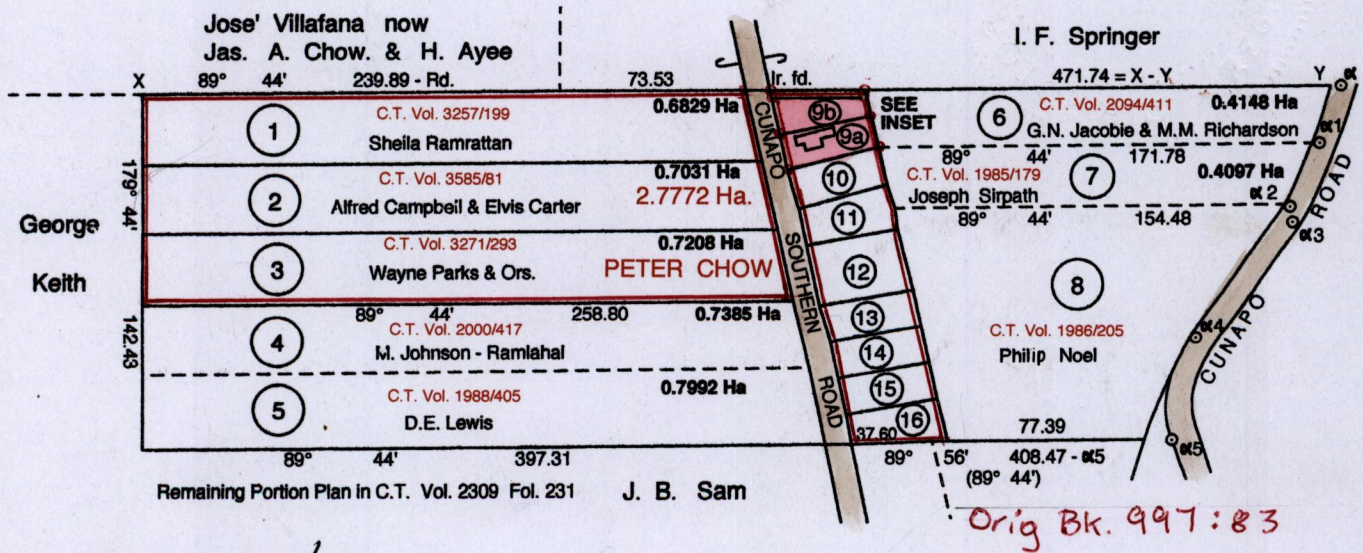 Jose' Villafana now
Jas. A. Chow. & H. Ayee
I. F. Springer
X 89° 44' 239.89 - Rd. 73.53 Ir. fd. 471.74 = X - Y Y α
1
C.T. Vol. 3257/199
0.6829 Ha
Sheila Ramrattan
CUNAPO
9b
9a
SEE
INSET
6
C.T. Vol. 2094/411
0.4148 Ha
G.N. Jacobie & M.M. Richardson
α1
89° 44' 171.78
179° 44'
2
C.T. Vol. 3585/81
0.7031 Ha
Alfred Campbell & Elvis Carter
2.7772 Ha.
10
C.T. Vol. 1985/179
7
0.4097 Ha
Joseph Sirpath
α 2
89° 44' 154.48
α3
ROAD
George
Keith
3
C.T. Vol. 3271/293
0.7208 Ha
Wayne Parks & Ors.
PETER CHOW
SOUTHERN
11
12
8
89° 44' 258.80
0.7385 Ha
142.43
4
C.T. Vol. 2000/417
M. Johnson - Ramlahal
13
14
C.T. Vol. 1986/205
Philip Noel
α4
CUNAPO
5
C.T. Vol. 1988/405
0.7992 Ha
D.E. Lewis
ROAD
15
16
37.60
77.39
89° 44' 397.31
89° 56' 408.47 - α5
α5
(89° 44')
Remaining Portion Plan in C.T. Vol. 2309 Fol. 231
J. B. Sam
Orig Bk. 997:83